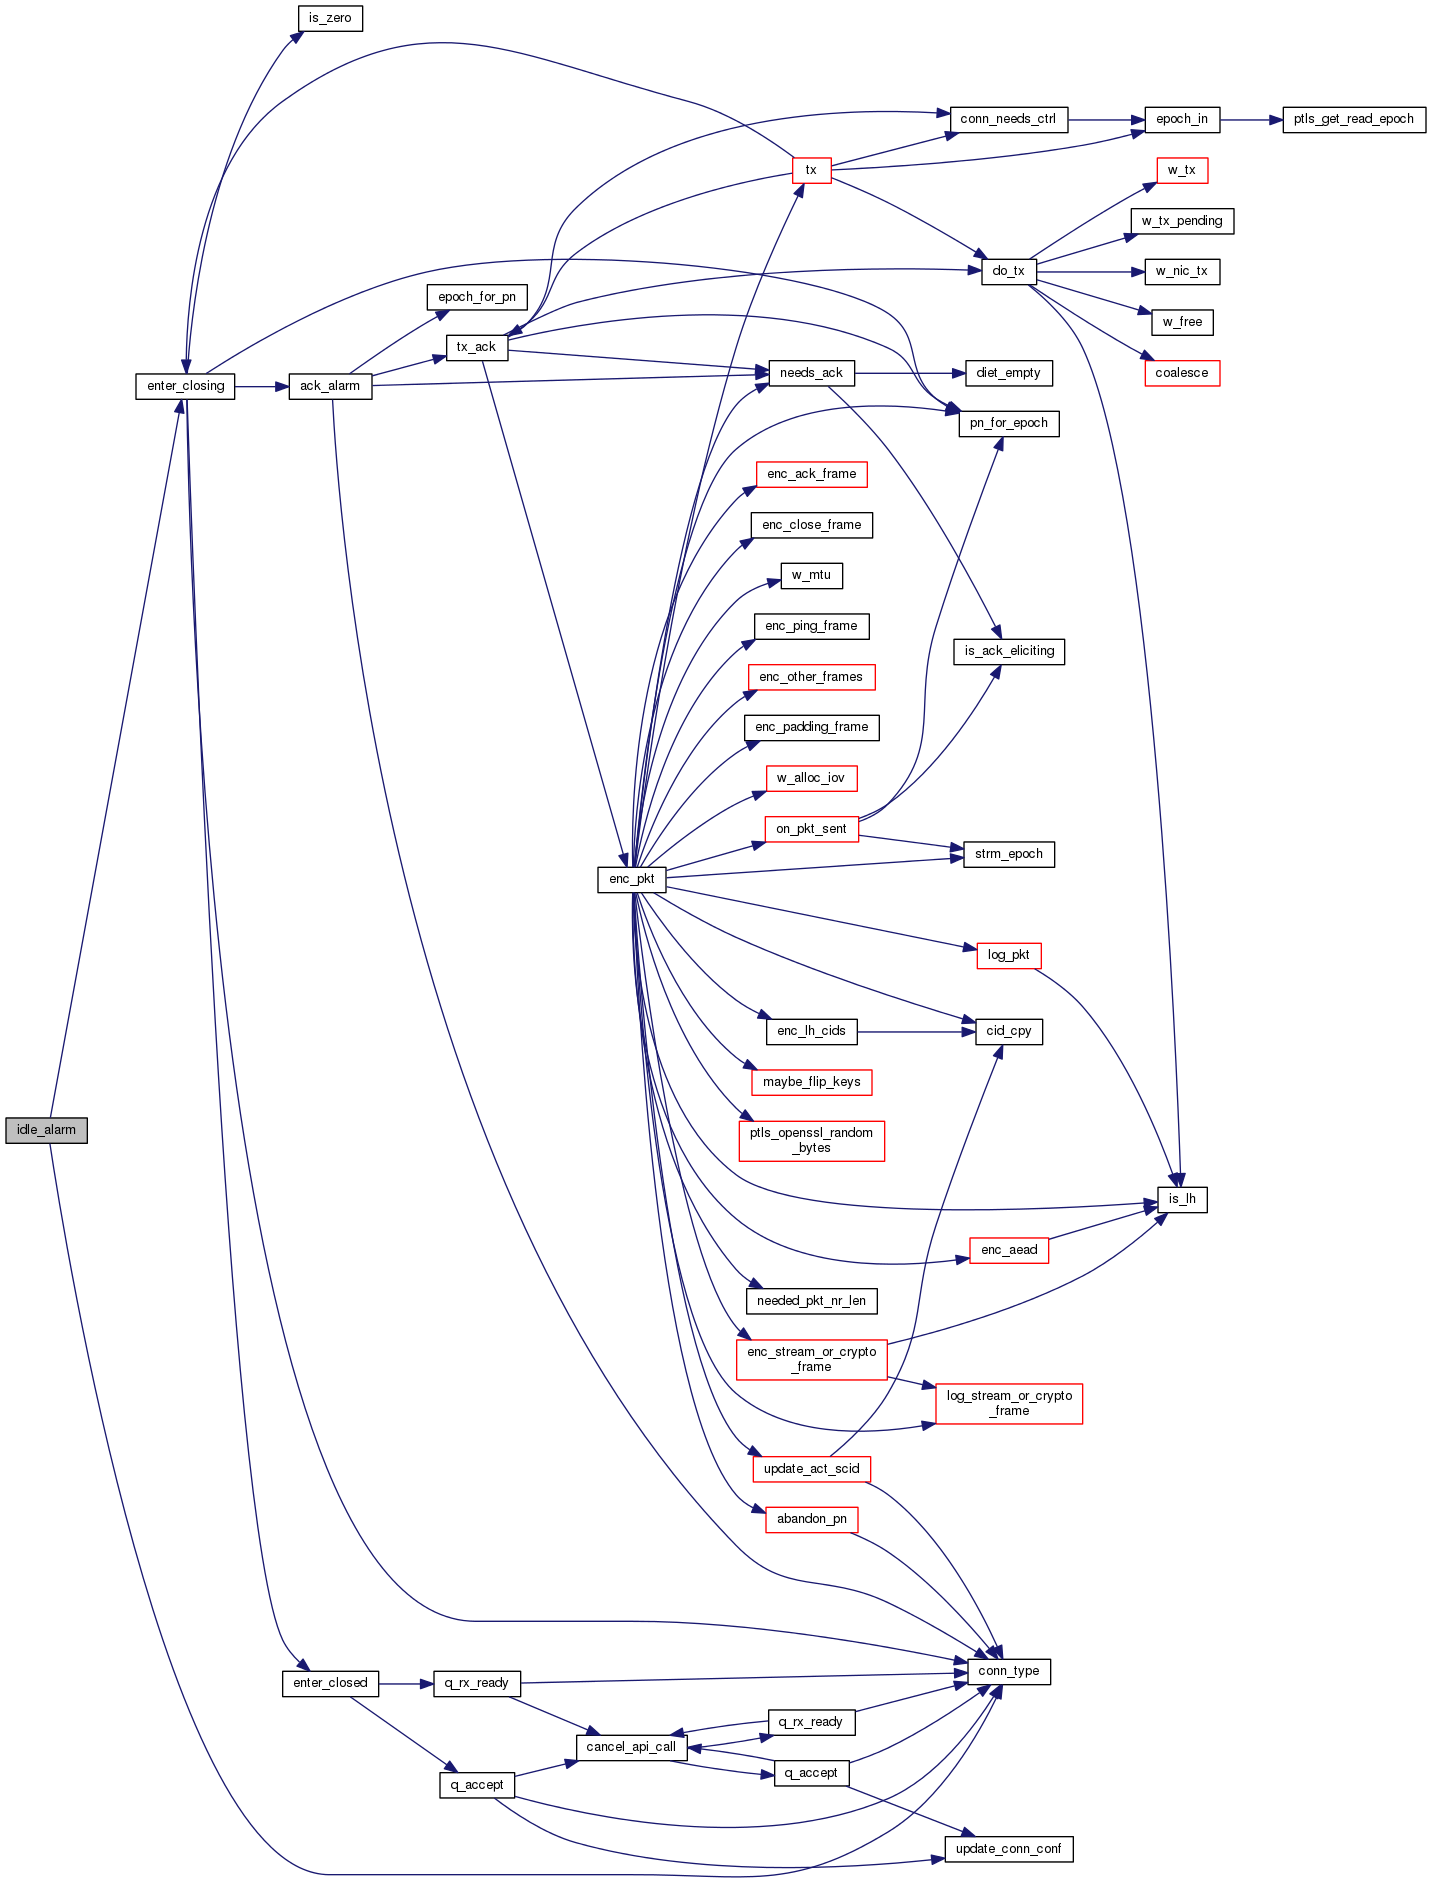 is_zero
conn_needs_ctrl
epoch_in
ptls_get_read_epoch
tx
w_tx
w_tx_pending
do_tx
w_nic_tx
epoch_for_pn
w_free
tx_ack
needs_ack
diet_empty
coalesce
enter_closing
ack_alarm
pn_for_epoch
enc_ack_frame
enc_close_frame
w_mtu
enc_ping_frame
is_ack_eliciting
enc_other_frames
enc_padding_frame
w_alloc_iov
on_pkt_sent
strm_epoch
enc_pkt
log_pkt
enc_lh_cids
cid_cpy
maybe_flip_keys
idle_alarm
ptls_openssl_random
_bytes
is_lh
enc_aead
needed_pkt_nr_len
enc_stream_or_crypto
_frame
log_stream_or_crypto
_frame
update_act_scid
abandon_pn
conn_type
enter_closed
q_rx_ready
q_rx_ready
cancel_api_call
q_accept
q_accept
update_conn_conf